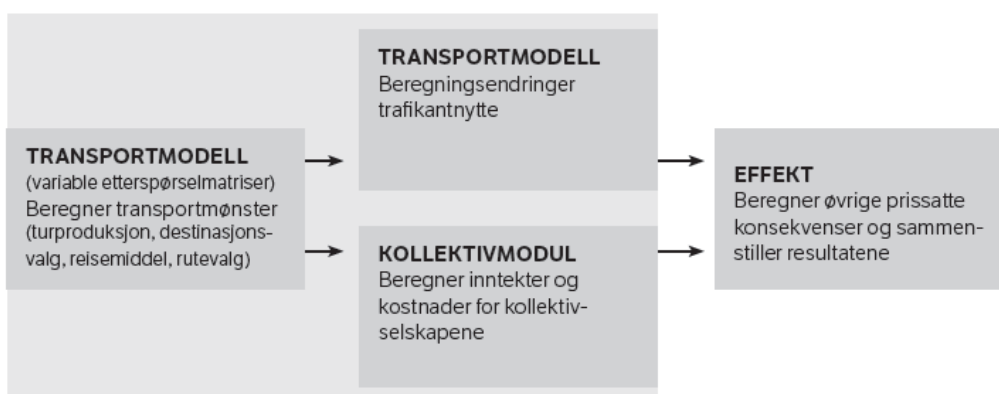 TRANSPORTMODELL
(variable etterspørselmatriser)
Beregner transportmønster
(turproduksjon, destinasjons-
valg, reisemiddel, rutevalg)
TRANSPORTMODELL
Beregningsendringer
trafikantnytte
KOLLEKTIVMODUL
Beregner inntekter og
kostnader for kollektiv-
selskapene
EFFEKT
Beregner øvrige prissatte
konsekvenser og sammen-
stiller resultatene